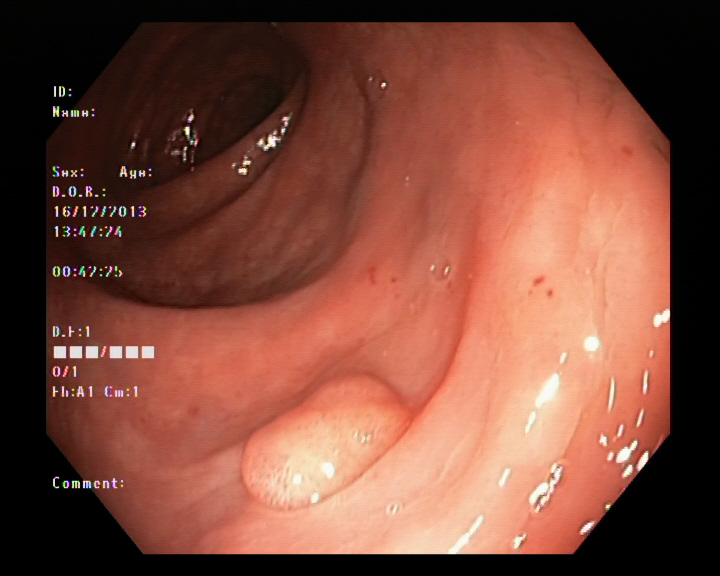 ID:
Name:
Sex: Age:
D.O.B.:
16/12/2013
13:47:24
00:42:25
D.F:1
■■■/■■■
0/1
Eh:A1 Cm:1
Comment: